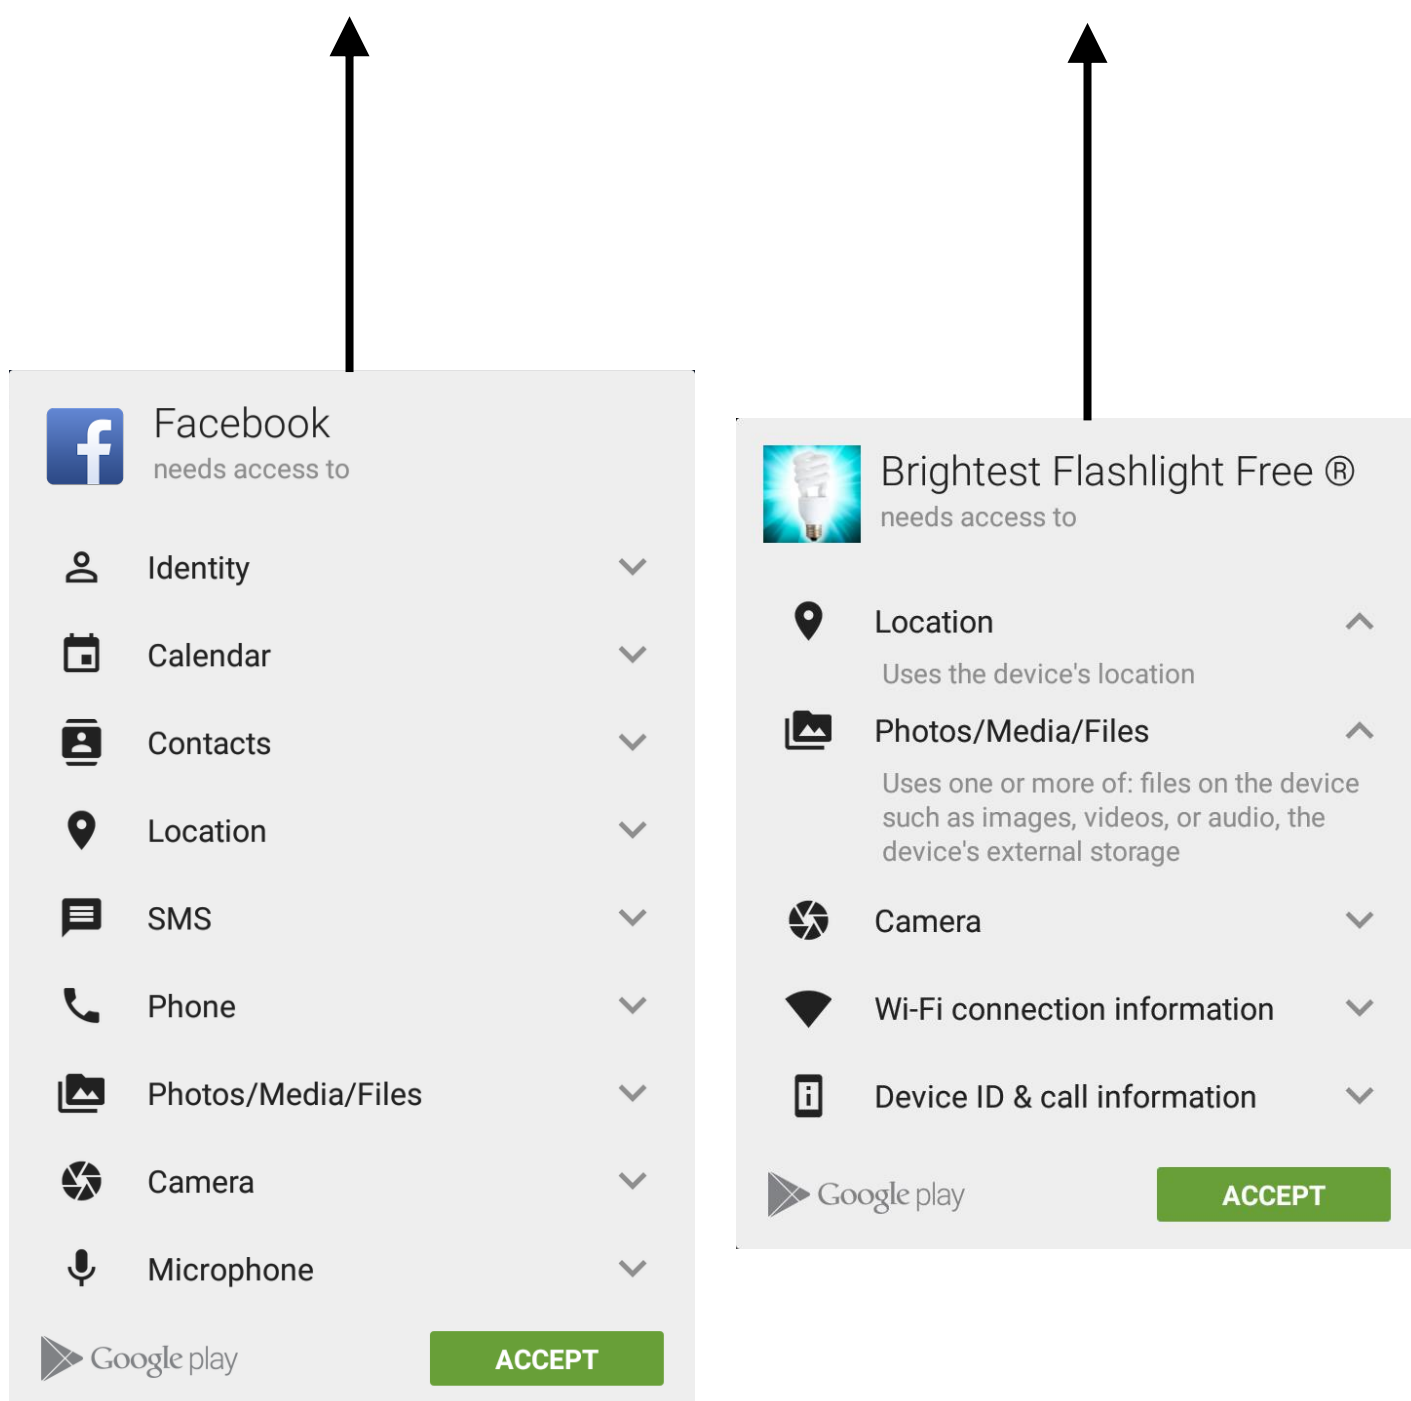 Facebook
needs access to
Identity
Calendar
Contacts
Location
SMS
Phone
Photos/Media/Files
Camera
Microphone
Google play
ACCEPT
Brightest Flashlight Free ®
needs access to
Location
Uses the device's location
Photos/Media/Files
Uses one or more of: files on the device
such as images, videos, or audio, the
device's external storage
Camera
Wi-Fi connection information
Device ID & call information
Google play
ACCEPT